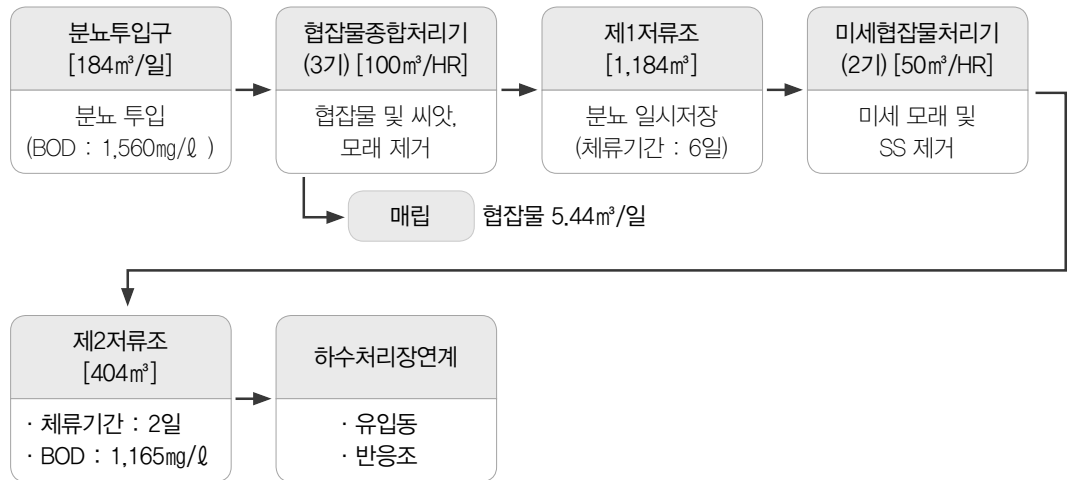 분뇨투입구
[184㎥/일]
분뇨 투입
(BOD : 1,560㎎/ℓ )
협잡물종합처리기
(3기) [100㎥/HR]
협잡물 및 씨앗,
모래 제거
제1저류조
[1,184㎥]
분뇨 일시저장
(체류기간 : 6일)
미세협잡물처리기
(2기) [50㎥/HR]
미세 모래 및
SS 제거
매립
협잡물 5.44㎥/일
제2저류조
[404㎥]
· 체류기간 : 2일
· BOD : 1,165㎎/ℓ
하수처리장연계
· 유입동
· 반응조